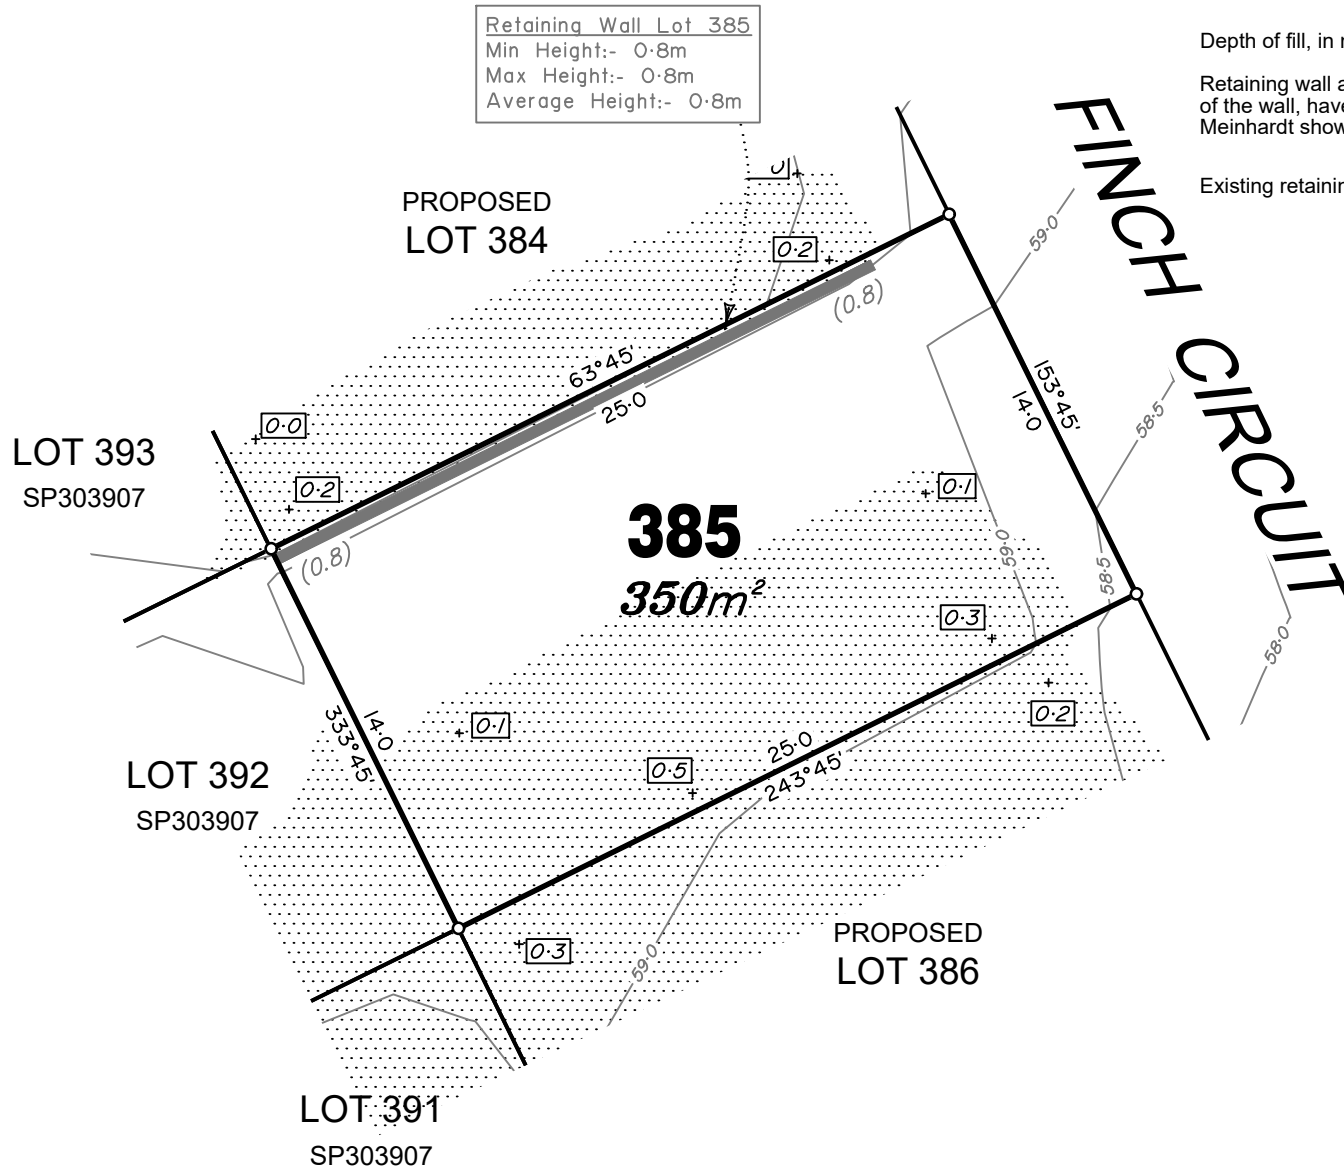 Retaining Wall Lot 385
Min Height:- 0·8m
Max Height:- 0·8m
Average Height:- 0·8m
Depth of fill, in
Retaining wall
of the wall, have
Meinhardt show
Existing
FINCH CIRCUIT
PROPOSED
LOT 384
0·2
59·0
(0.8)
63°45'
25·0
153°45'
14·0
58·5
0·0
LOT 393
SP303907
0·2
(0.8)
385
350m²
0·1
59·0
58·5
0·3
58·0
0·2
0·1
14·0
333°45'
0·5
25·0
243°45'
LOT 392
SP303907
0·3
59·0
PROPOSED
LOT 386
LOT 391
SP303907